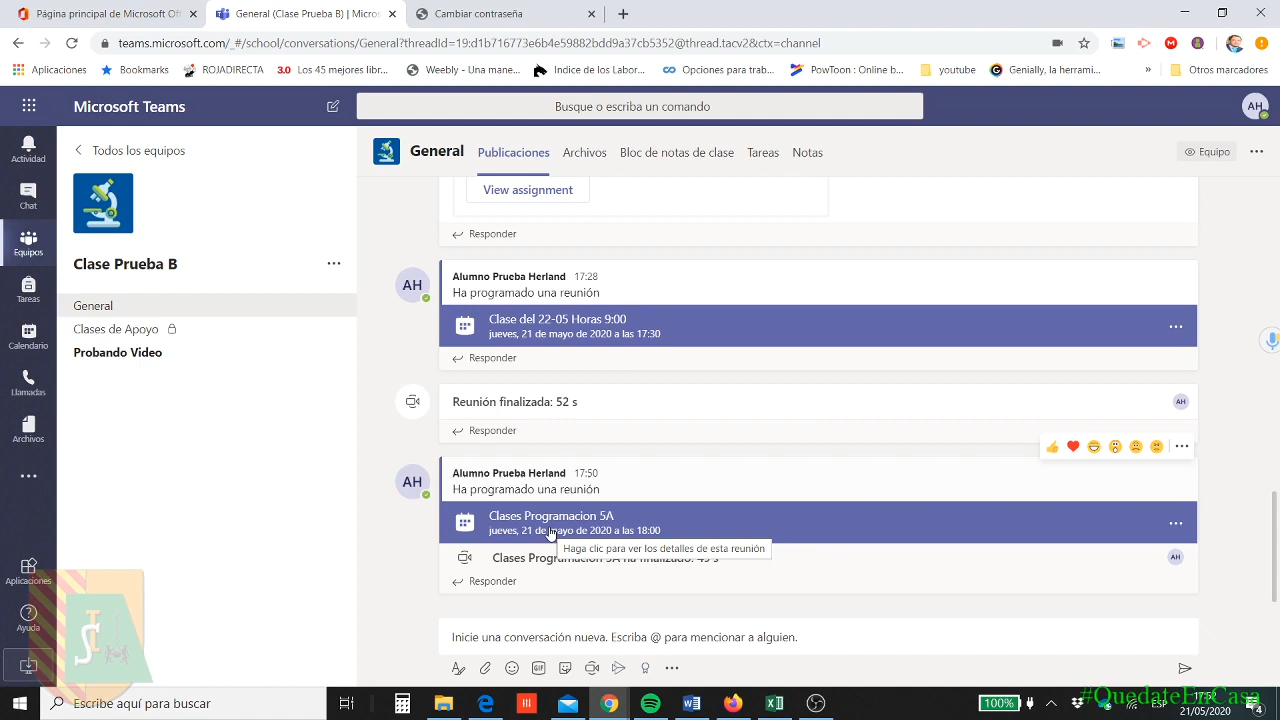 Página principal de Microsoft Off
General (Clase Prueba B) | Micros
Cambiar contraseña
teams.microsoft.com/_#/school/conversations/General?threadId=19:d1b716773e6b4e59882bdd9a37cb5352@thread.tacv2&ctx=channel
Aplicaciones
Bookmarks
ROJADIRECTA
3.0 Los 45 mejores libr...
Weebly - Una mane...
Indice de los Labor...
Opciones para trab...
PowToon : Online b...
youtube
Genially, la herrami...
»
Otros marcadores
Microsoft Teams
Busque o escriba un comando
AH
Actividad
Chat
Equipos
Tareas
Calendario
Llamadas
Archivos
Aplicaciones
Ayuda
Todos los equipos
Clase Prueba B
General
Clases de Apoyo
Probando Video
General
Publicaciones
Archivos
Bloc de notas de clase
Tareas
Notas
Equipo
View assignment
Responder
AH
Alumno Prueba Herland 17:28
Ha programado una reunión
Clase del 22-05 Horas 9:00
jueves, 21 de mayo de 2020 a las 17:30
Responder
Reunión finalizada: 52 s
AH
Responder
AH
Alumno Prueba Herland 17:50
Ha programado una reunión
Clases Programacion 5A
jueves, 21 de mayo de 2020 a las 18:00
Haga clic para ver los detalles de esta reunión
Clases Programacion 5A ha finalizado: 45 s
AH
Responder
Inicie una conversación nueva. Escriba @ para mencionar a alguien.
GIF
Escribe aquí para buscar
100%
ESP
#QuedateEnCasa
21/05/2020
4